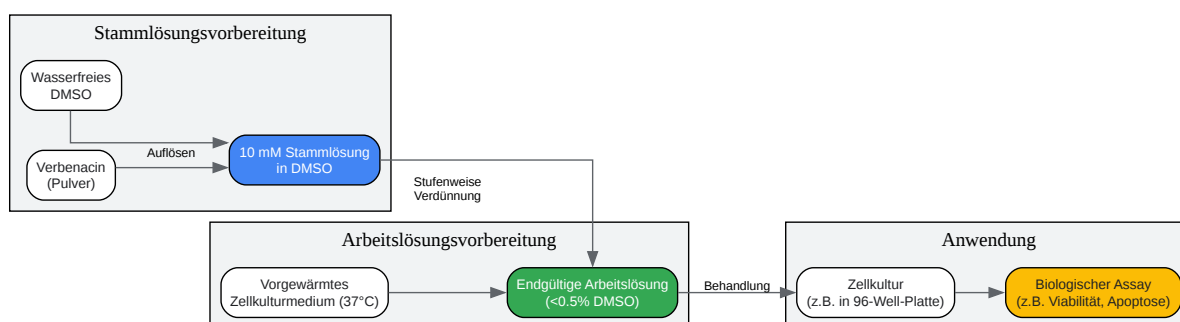 Stammlösungsvorbereitung
Wasserfreies
DMSO
Verbenacin
(Pulver)
Auflösen
10 mM Stammlösung
in DMSO
Stufenweise
Verdünnung
Arbeitslösungsvorbereitung
Vorgewärmtes
Zellkulturmedium (37°C)
Endgültige Arbeitslösung
(<0.5% DMSO)
Behandlung
Anwendung
Zellkultur
(z.B. in 96-Well-Platte)
Biologischer Assay
(z.B. Viabilität, Apoptose)